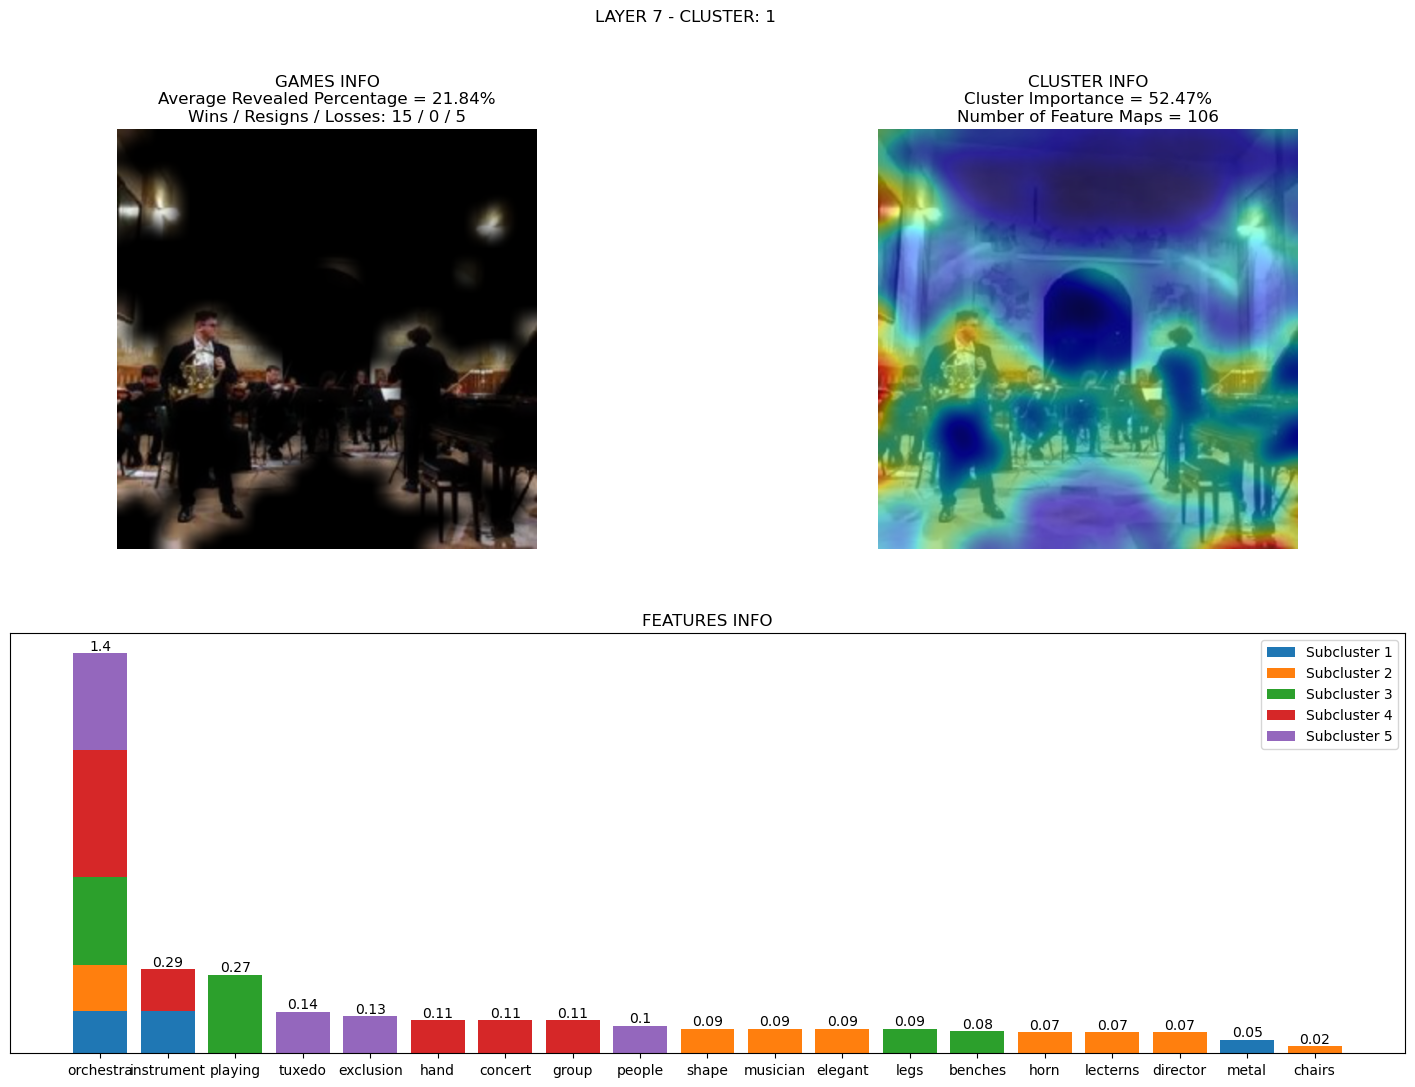 LAYER 7 - CLUSTER: 1
GAMES INFO
Average Revealed Percentage = 21.84%
Wins / Resigns / Losses: 15 / 0 / 5
CLUSTER INFO
Cluster Importance = 52.47%
Number of Feature Maps = 106
FEATURES INFO
Subcluster 1
Subcluster 2
Subcluster 3
Subcluster 4
Subcluster 5
1.4 0.29 0.27 0.14 0.13 0.11 0.11 0.11 0.1 0.09 0.09 0.09 0.09 0.08 0.07 0.07 0.07 0.05 0.02
orchestra instrument playing tuxedo exclusion hand concert group people shape musician elegant legs benches horn lecterns director metal chairs